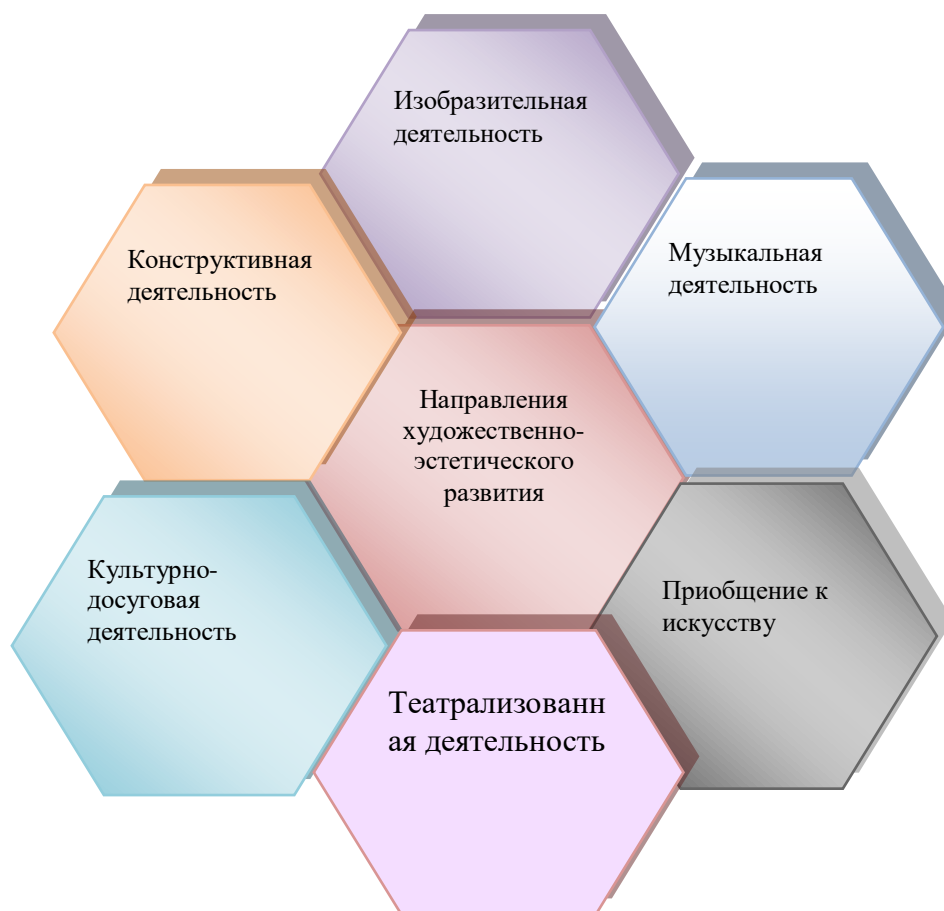 Изобразительная
деятельность
Конструктивная
деятельность
Музыкальная
деятельность
Направления
художественно-
эстетического
развития
Культурно-
досуговая
деятельность
Приобщение к
искусству
Театрализованн
ая деятельность